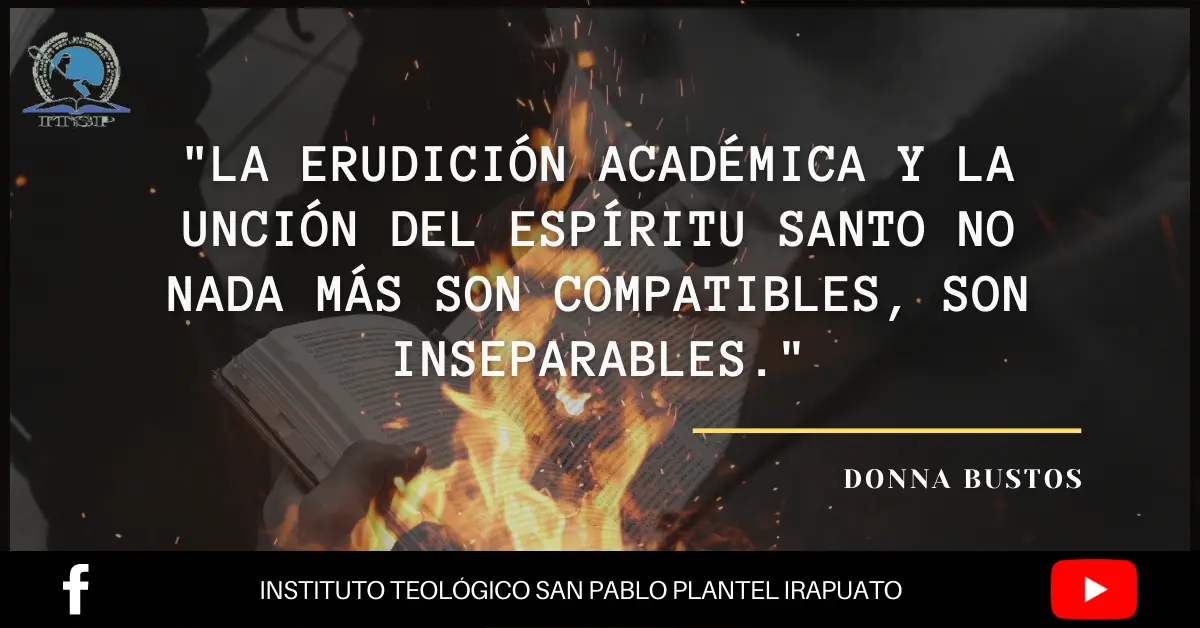 "LA ERUDICIÓN ACADÉMICA Y LA
UNCIÓN DEL ESPÍRITU SANTO NO
NADA MÁS SON COMPATIBLES, SON
INSEPARABLES."
DONNA BUSTOS
INSTITUTO TEOLÓGICO SAN PABLO PLANTEL IRAPUATO